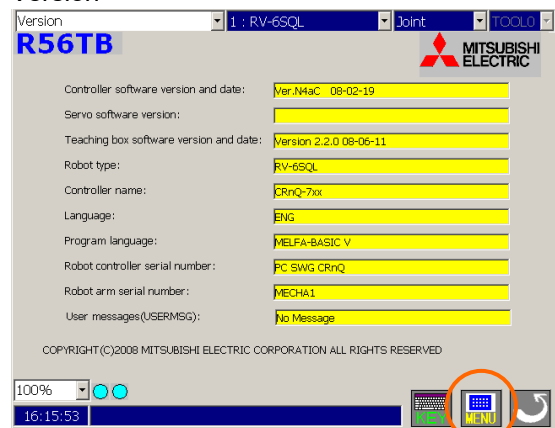 Version
Version 1 : RV-6SQL Joint TOOL0
R56TB
MITSUBISHI
ELECTRIC
Controller software version and date: Ver.N4aC 08-02-19
Servo software version:
Teaching box software version and date: Version 2.2.0 08-06-11
Robot type: RV-6SQL
Controller name: CRnQ-7xx
Language: ENG
Program language: MELFA-BASIC V
Robot controller serial number: PC SWG CRnQ
Robot arm serial number: MECHA1
User messages(USERMSG): No Message
COPYRIGHT(C)2008 MITSUBISHI ELECTRIC CORPORATION ALL RIGHTS RESERVED
100%
16:15:53 KEY MENU